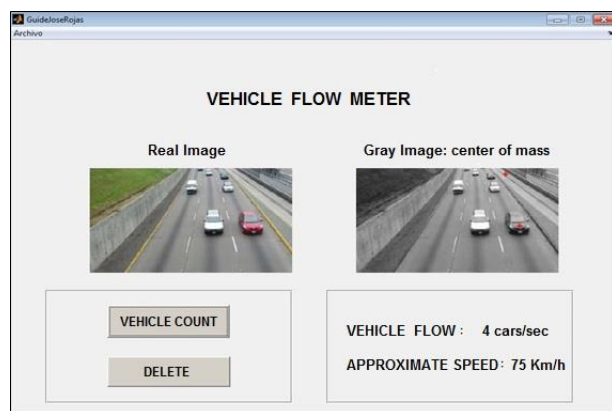 GuideJoseRojas
Archivo
VEHICLE FLOW METER
Real Image
Gray Image: center of mass
VEHICLE COUNT
DELETE
VEHICLE FLOW : 4 cars/sec
APPROXIMATE SPEED: 75 Km/h